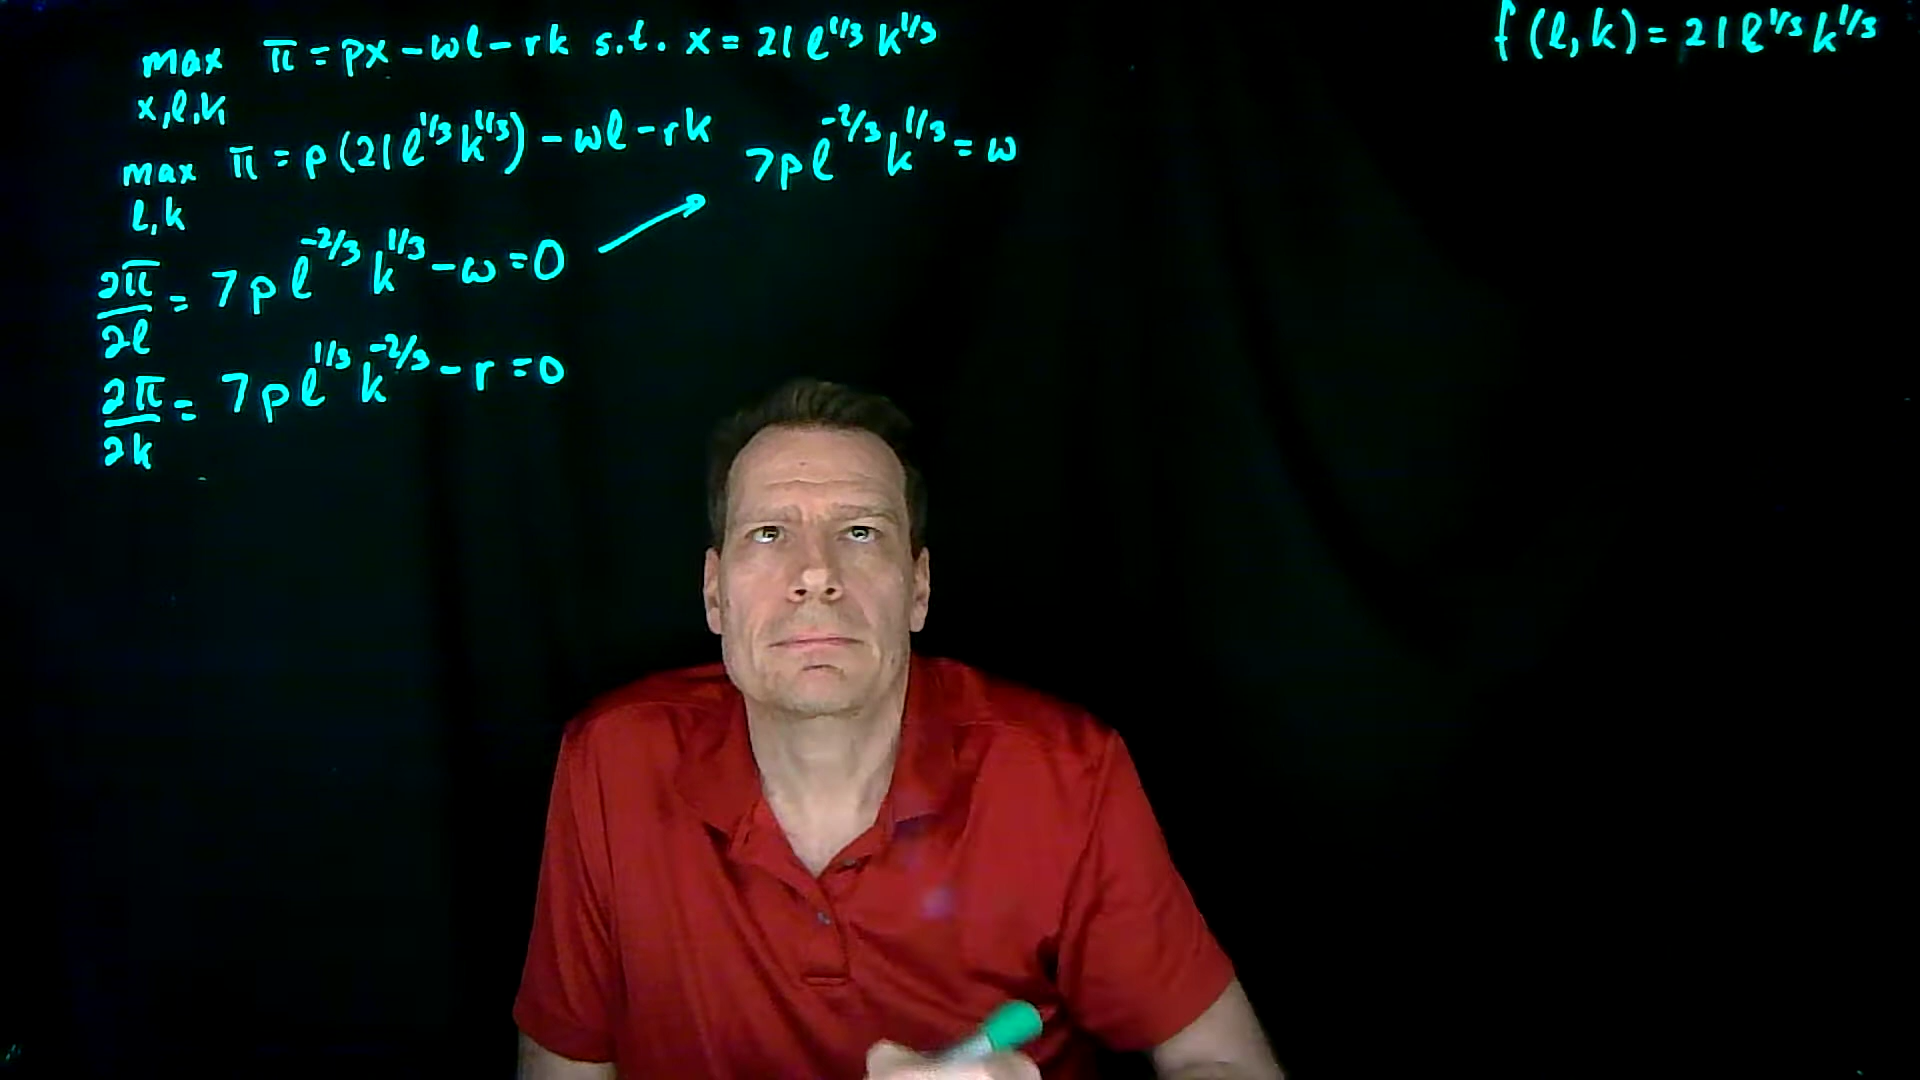 max π = px - wl - rk s.t. x = 21 l^{1/3} k^{1/3}
x,l,k
max π = p(21 l^{1/3} k^{1/3}) - wl - rk
l,k
∂π/∂l = 7p l^{-2/3} k^{1/3} - w = 0
∂π/∂k = 7p l^{1/3} k^{-2/3} - r = 0
7p l^{-2/3} k^{1/3} = w
f(l,k) = 21 l^{1/3} k^{1/3}